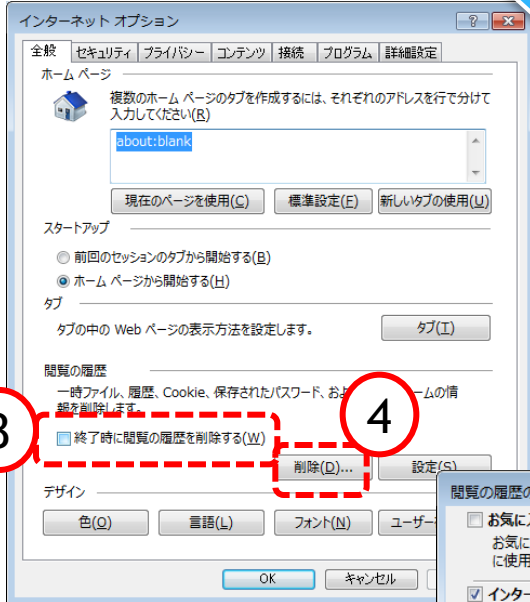 インターネット オプション
全般 セキュリティ プライバシー コンテンツ 接続 プログラム 詳細設定
ホーム ページ
複数のホーム ページのタブを作成するには、それぞれのアドレスを行で分けて
入力してください(R)
about:blank
現在のページを使用(C) 標準設定(F) 新しいタブの使用(U)
スタートアップ
前回のセッションのタブから開始する(B)
ホーム ページから開始する(H)
タブ
タブの中の Web ページの表示方法を設定します。 タブ(T)
閲覧の履歴
一時ファイル、履歴、Cookie、保存されたパスワード、およ ームの情
報を削除します。
3 4
終了時に閲覧の履歴を削除する(W)
削除(D)... 設定(S)
デザイン
色(O) 言語(L) フォント(N) ユーザー
OK キャンセル
閲覧の履歴の
お気に
お気に
に使用
インター